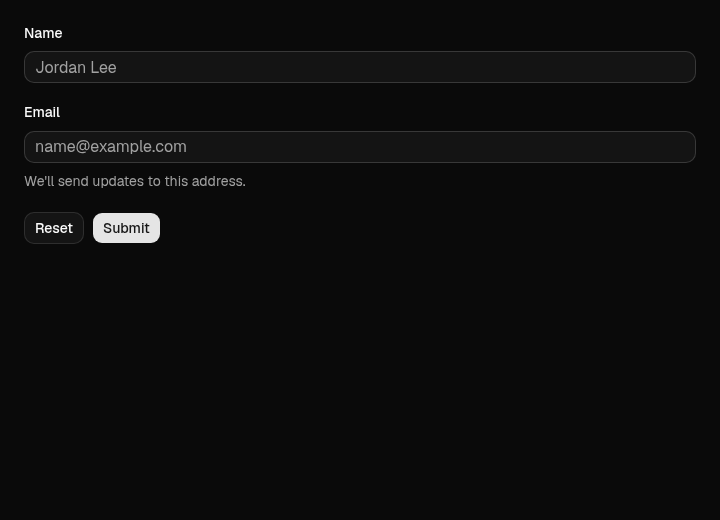 Name
Jordan Lee
Email
name@example.com
We'll send updates to this address.
Reset Submit